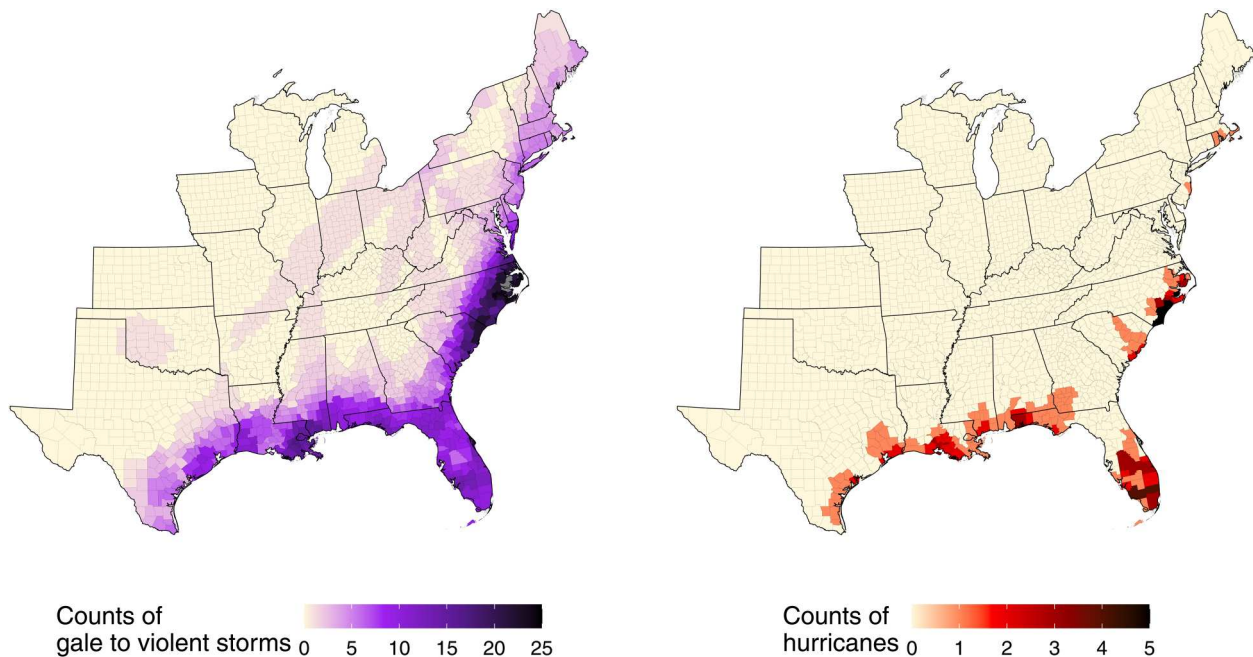 Counts of
gale to violent storms
0 5 10 15 20 25
Counts of
hurricanes
0 1 2 3 4 5